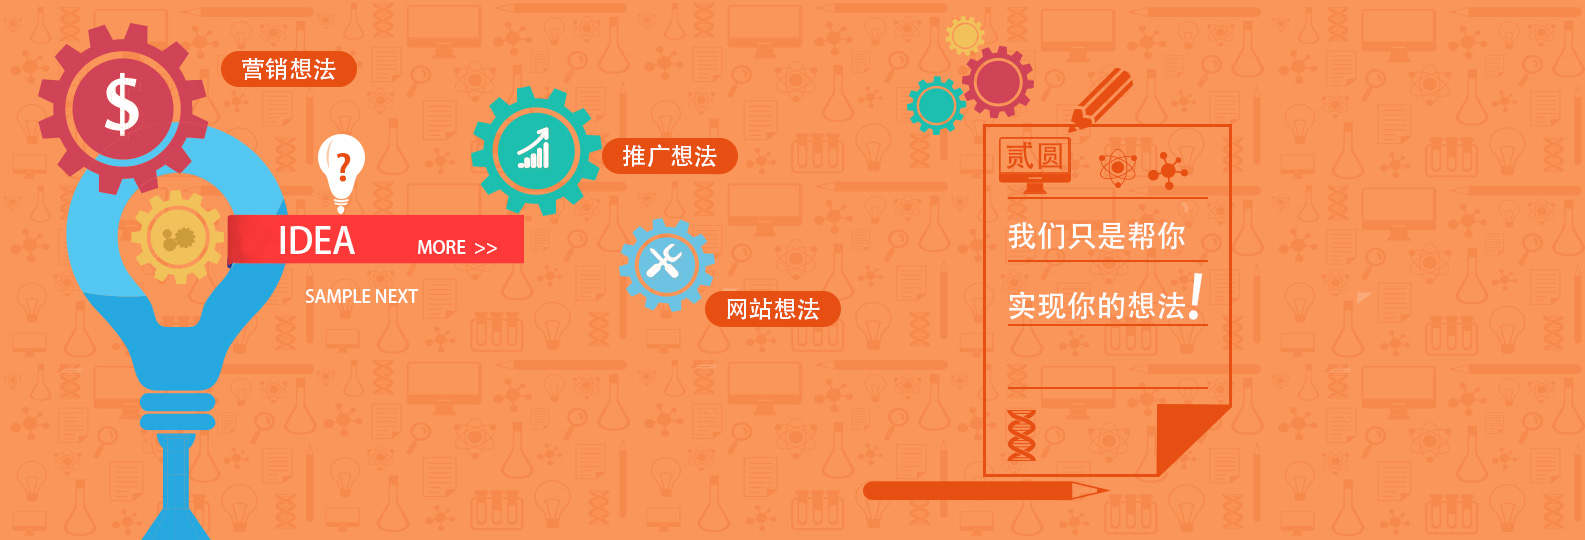 $
营销想法
?
推广想法
IDEA
MORE >>
SAMPLE NEXT
网站想法
贰圆
我们只是帮你
实现你的想法!